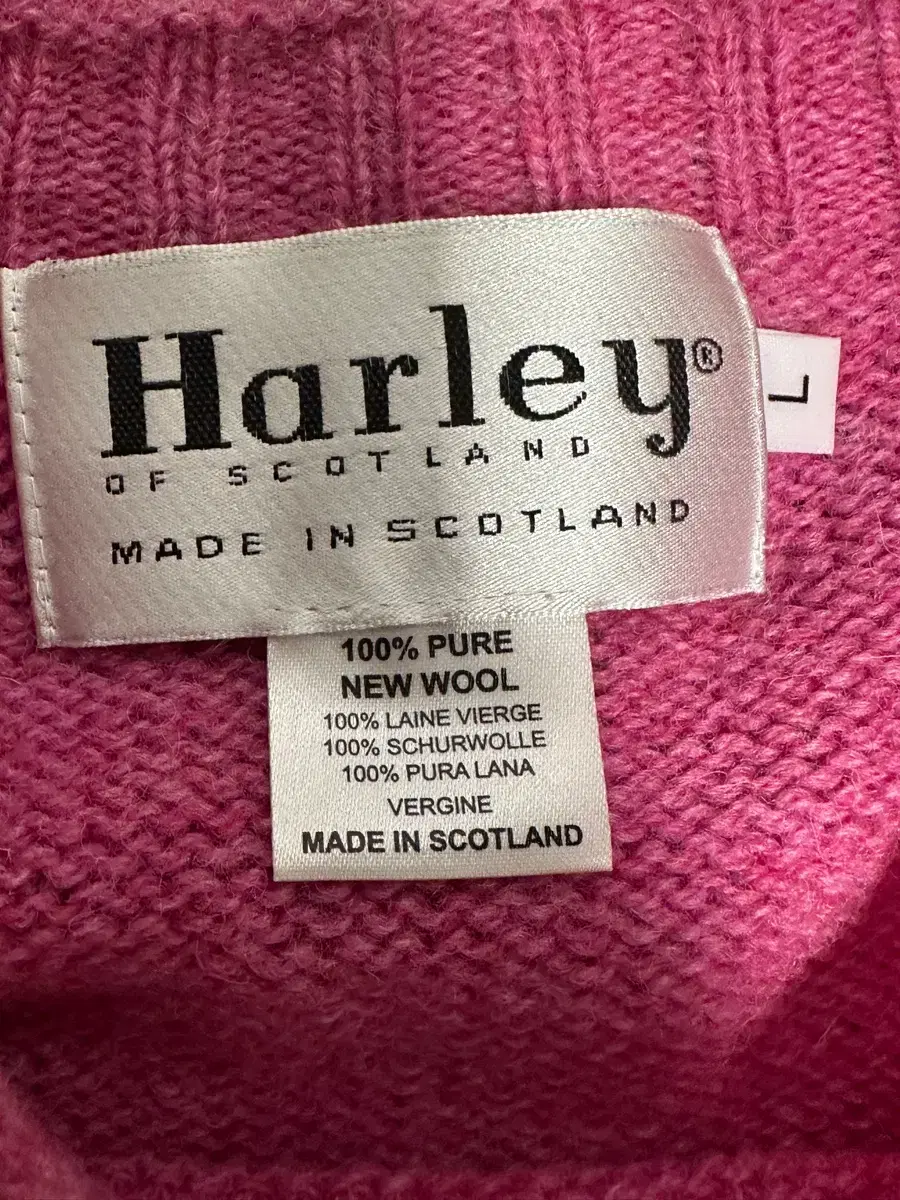 Harley®
OF SCOTLAND
MADE IN SCOTLAND
L
100% PURE
NEW WOOL
100% LAINE VIERGE
100% SCHURWOLLE
100% PURA LANA
VERGINE
MADE IN SCOTLAND